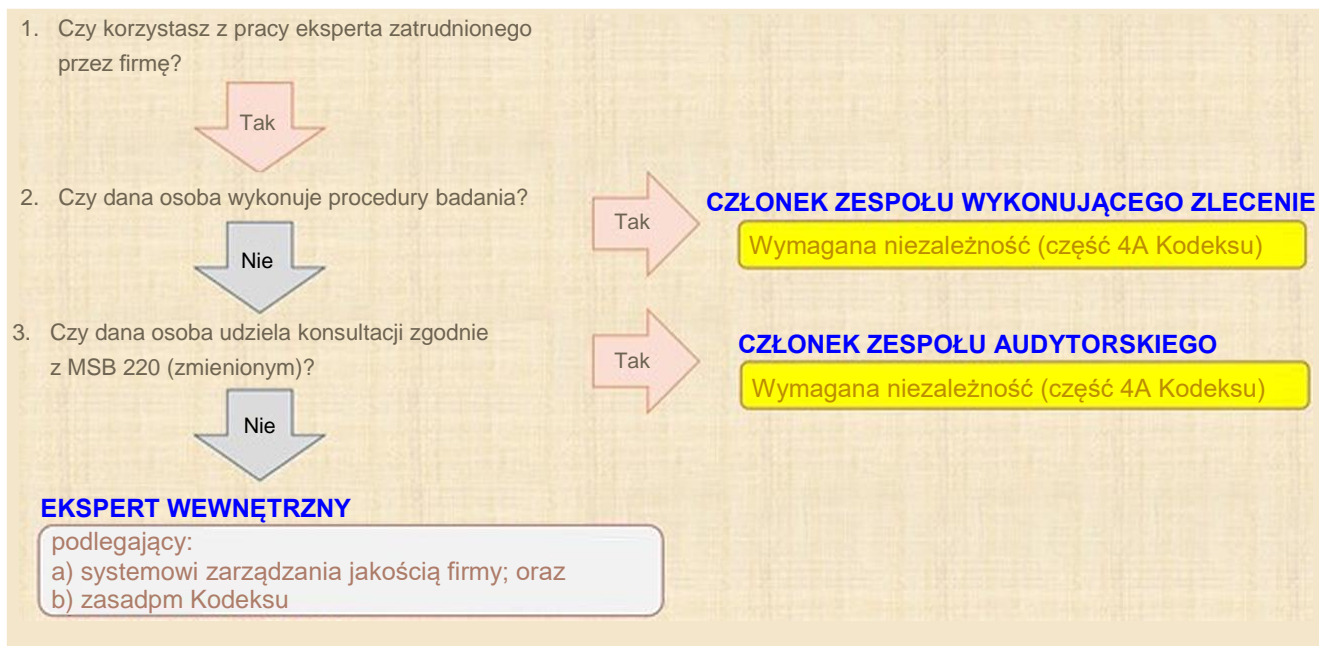 1. Czy korzystasz z pracy eksperta zatrudnionego
przez firmę?
Tak
2. Czy dana osoba wykonuje procedury badania?
Tak
CZŁONEK ZESPOŁU WYKONUJĄCEGO ZLECENIE
Wymagana niezależność (część 4A Kodeksu)
Nie
3. Czy dana osoba udziela konsultacji zgodnie
z MSB 220 (zmienionym)?
Tak
CZŁONEK ZESPOŁU AUDYTORSKIEGO
Wymagana niezależność (część 4A Kodeksu)
Nie
EKSPERT WEWNĘTRZNY
podlegający:
a) systemowi zarządzania jakością firmy; oraz
b) zasadpm Kodeksu